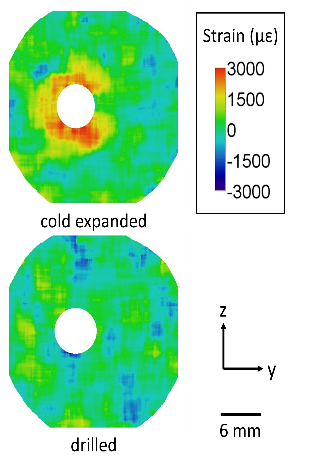 Strain (με)
3000
1500
0
-1500
-3000
cold expanded
z
y
6 mm
drilled